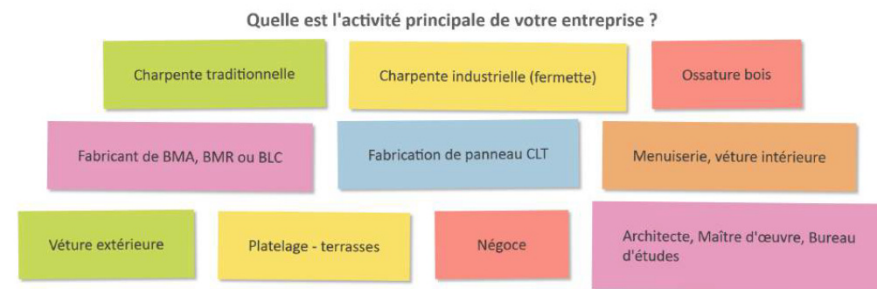 Quelle est l'activité principale de votre entreprise ?
Charpente traditionnelle
Charpente industrielle (fermette)
Ossature bois
Fabricant de BMA, BMR ou BLC
Fabrication de panneau CLT
Menuiserie, véture intérieure
Véture extérieure
Platelage - terrasses
Négoce
Architecte, Maître d'œuvre, Bureau
d'études